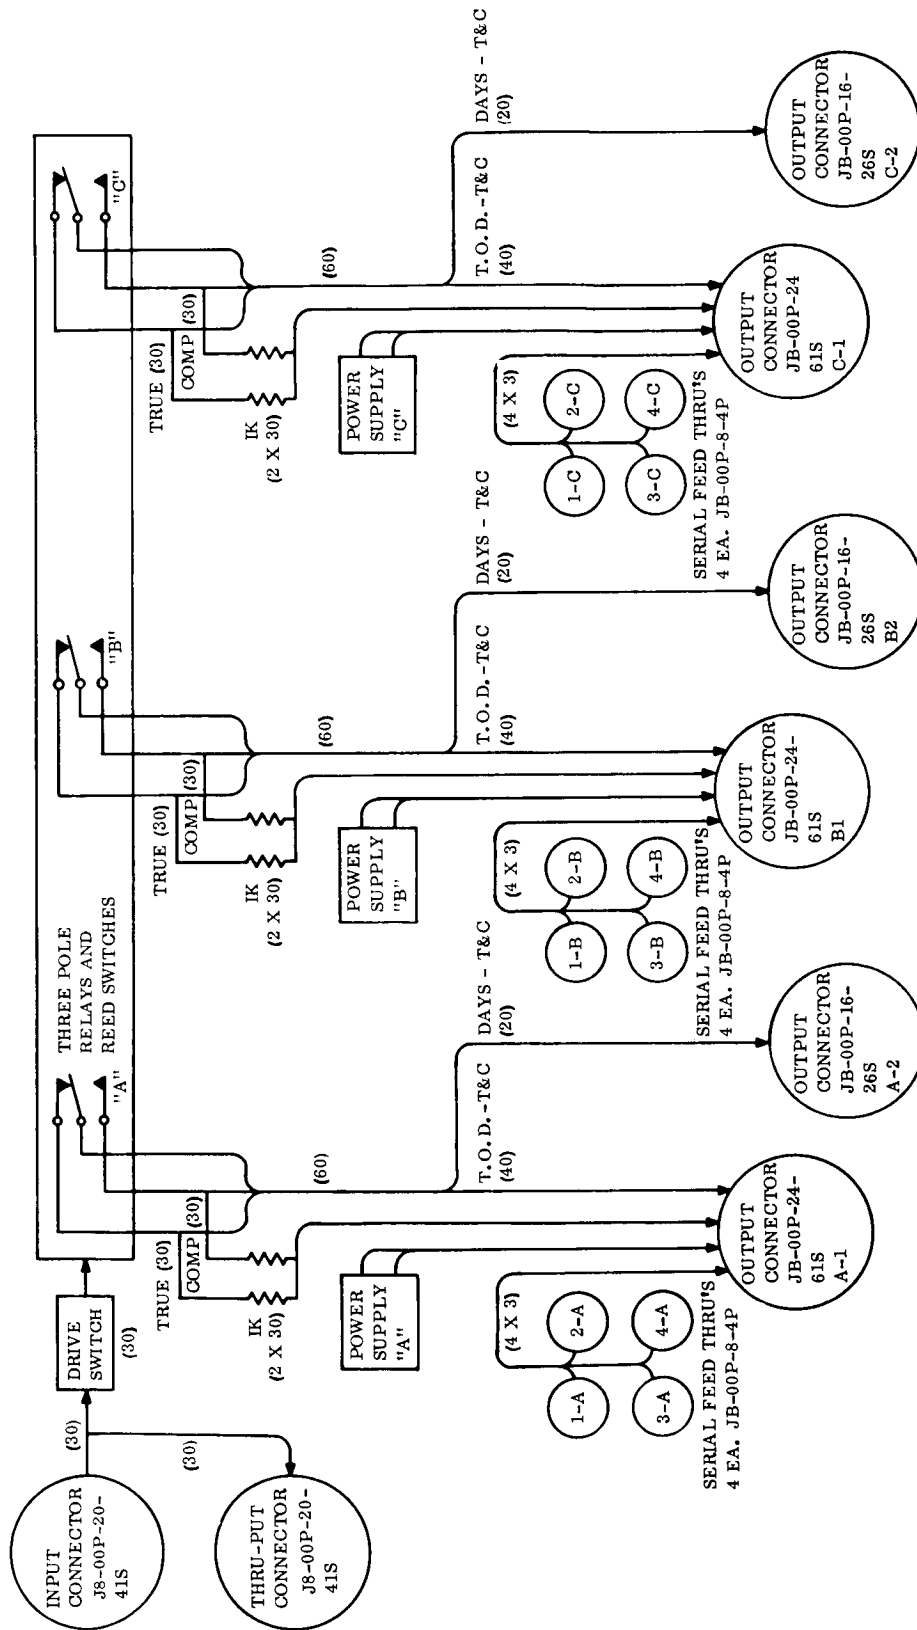 INPUT
CONNECTOR
J8-00P-20-
41S
(30)
DRIVE
SWITCH
(30)
(30)
THRU-PUT
CONNECTOR
J8-00P-20-
41S
THREE POLE
RELAYS AND
REED SWITCHES
"A"
TRUE (30)
COMP (30)
IK
(2 X 30)
(60)
POWER
SUPPLY
"A"
T.O.D.-T&C
(40)
DAYS - T&C
(20)
(4 X 3)
1-A
2-A
3-A
4-A
SERIAL FEED THRU'S
4 EA. JB-00P-8-4P
OUTPUT
CONNECTOR
JB-00P-24-
61S
A-1
OUTPUT
CONNECTOR
JB-00P-16-
26S
A-2
"B"
TRUE (30)
COMP (30)
IK
(2 X 30)
(60)
POWER
SUPPLY
"B"
T.O.D.-T&C
(40)
DAYS - T&C
(20)
(4 X 3)
1-B
2-B
3-B
4-B
SERIAL FEED THRU'S
4 EA. JB-00P-8-4P
OUTPUT
CONNECTOR
JB-00P-24-
61S
B1
OUTPUT
CONNECTOR
JB-00P-16-
26S
B2
"C"
TRUE (30)
COMP (30)
IK
(2 X 30)
(60)
POWER
SUPPLY
"C"
T.O.D.-T&C
(40)
DAYS - T&C
(20)
(4 X 3)
1-C
2-C
3-C
4-C
SERIAL FEED THRU'S
4 EA. JB-00P-8-4P
OUTPUT
CONNECTOR
JB-00P-24
61S
C-1
OUTPUT
CONNECTOR
JB-00P-16-
26S
C-2